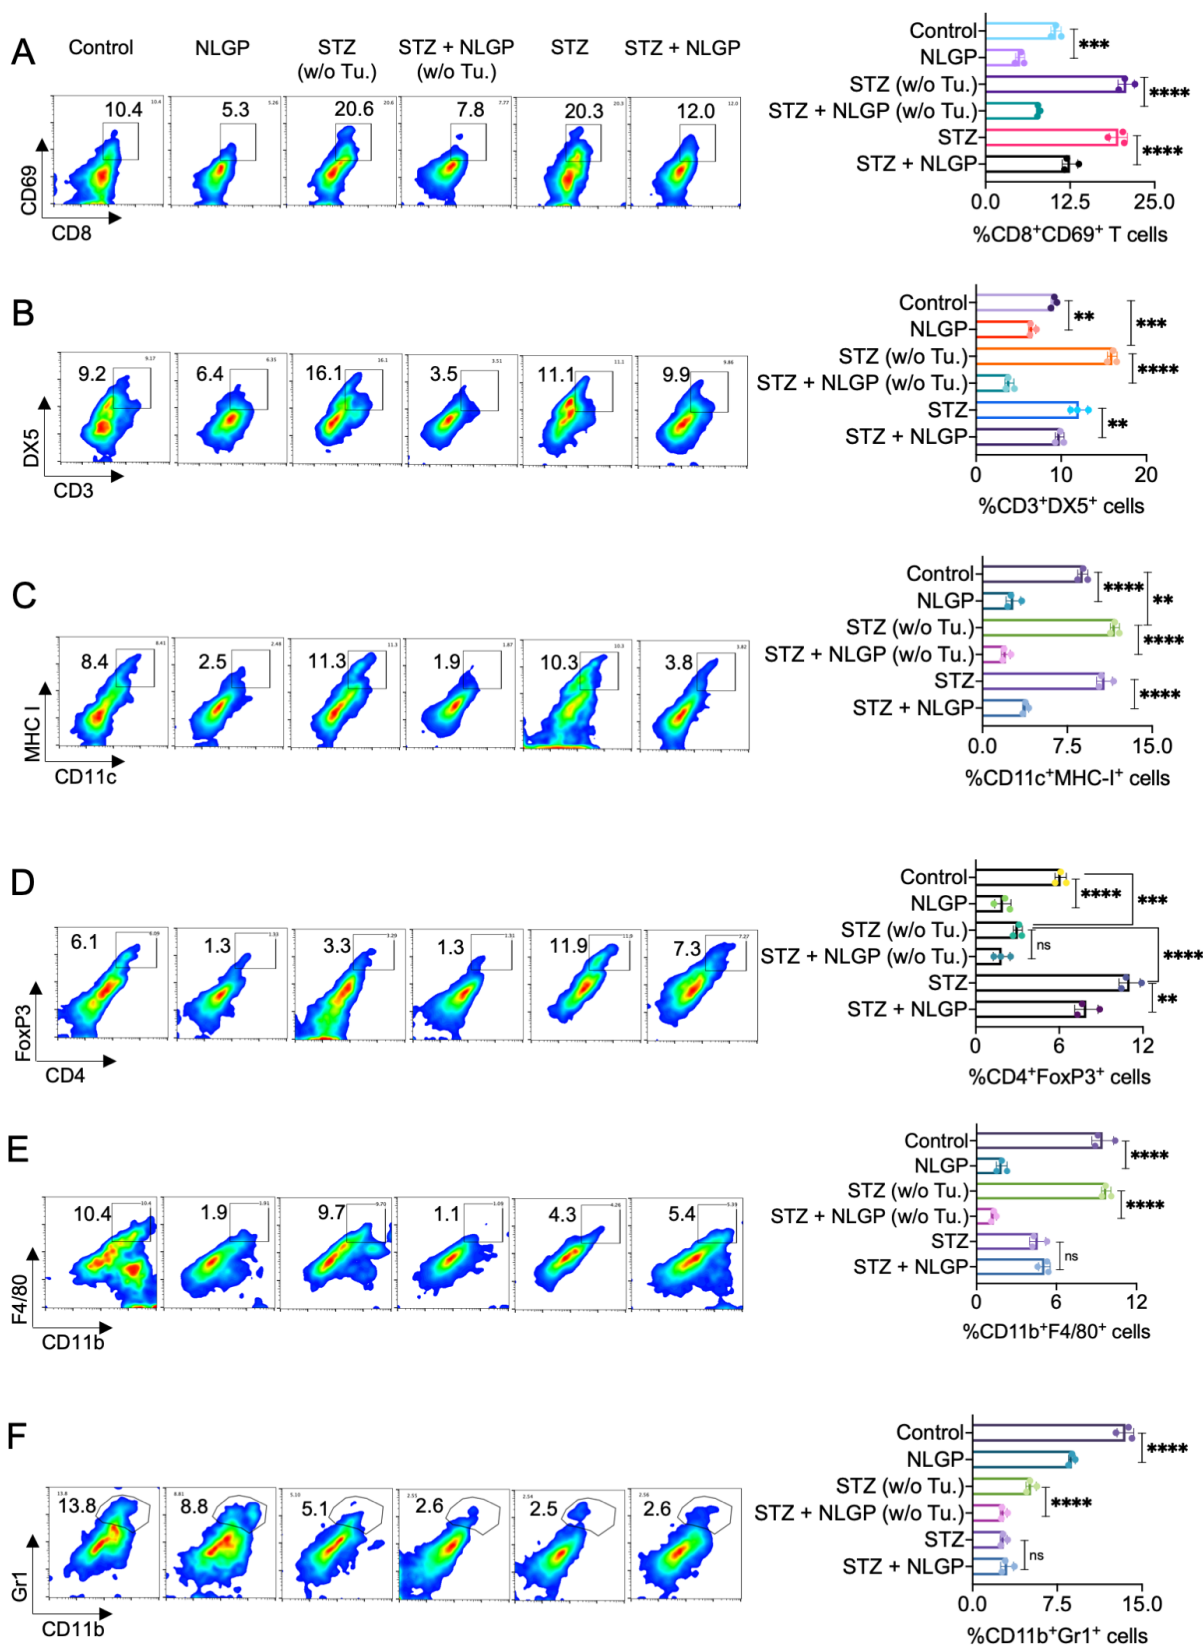 A
Control NLGP STZ STZ + NLGP STZ STZ + NLGP
(w/o Tu.) (w/o Tu.)
10.4 5.3 20.6 7.8 20.3 12.0
CD69
CD8
Control
NLGP
STZ (w/o Tu.)
STZ + NLGP (w/o Tu.)
STZ
STZ + NLGP
***
****
****
0.0 12.5 25.0
%CD8+CD69+ T cells
B
9.2 6.4 16.1 3.5 11.1 9.9
DX5
CD3
Control
NLGP
STZ (w/o Tu.)
STZ + NLGP (w/o Tu.)
STZ
STZ + NLGP
**
***
****
**
0 10 20
%CD3+DX5+ cells
C
8.4 2.5 11.3 1.9 10.3 3.8
MHC I
CD11c
Control
NLGP
STZ (w/o Tu.)
STZ + NLGP (w/o Tu.)
STZ
STZ + NLGP
****
**
****
****
0.0 7.5 15.0
%CD11c+MHC-I+ cells
D
6.1 1.3 3.3 1.3 11.9 7.3
FoxP3
CD4
Control
NLGP
STZ (w/o Tu.)
STZ + NLGP (w/o Tu.)
STZ
STZ + NLGP
****
***
ns
****
**
0 6 12
%CD4+FoxP3+ cells
E
10.4 1.9 9.7 1.1 4.3 5.4
F4/80
CD11b
Control
NLGP
STZ (w/o Tu.)
STZ + NLGP (w/o Tu.)
STZ
STZ + NLGP
****
****
ns
0 6 12
%CD11b+F4/80+ cells
F
13.8 8.8 5.1 2.6 2.5 2.6
Gr1
CD11b
Control
NLGP
STZ (w/o Tu.)
STZ + NLGP (w/o Tu.)
STZ
STZ + NLGP
****
****
ns
0.0 7.5 15.0
%CD11b+Gr1+ cells